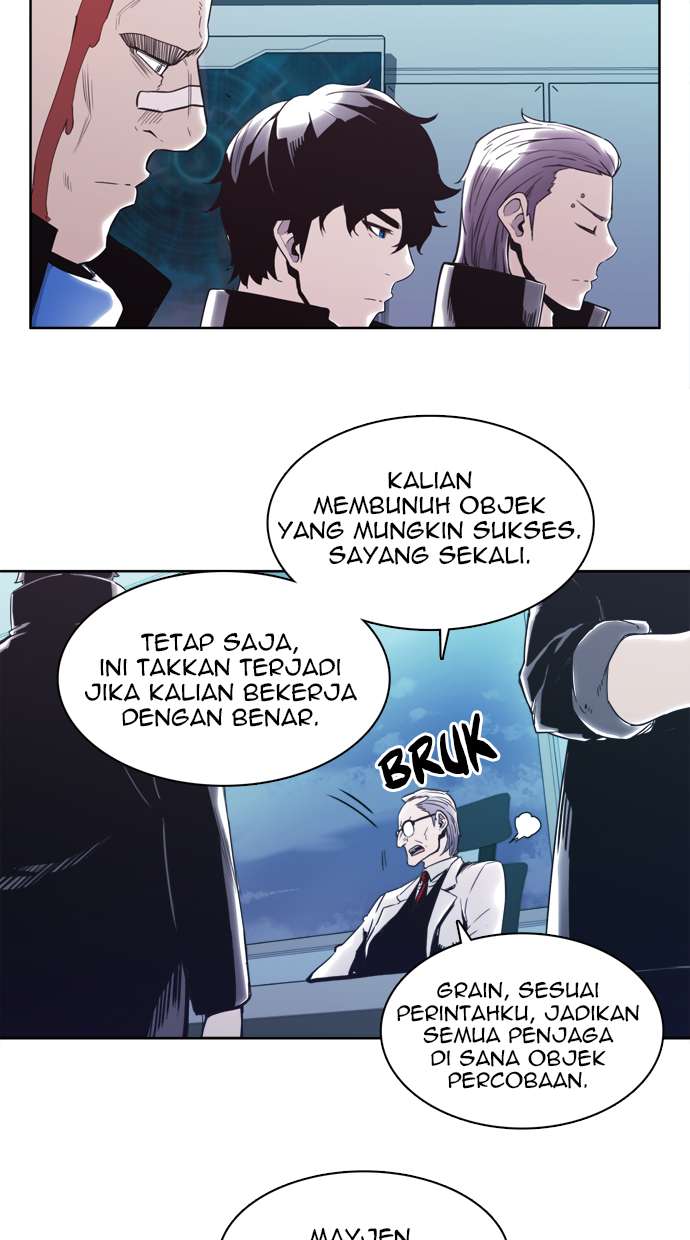 KALIAN
MEMBUNUH OBJEK
YANG MUNGKIN SUKSES.
SAYANG SEKALI.
TETAP SAJA,
INI TAKKAN TERJADI
JIKA KALIAN BEKERJA
DENGAN BENAR.
BRUK
GRAIN, SESUAI
PERINTAHKU, JADIKAN
SEMUA PENJAGA
DI SANA OBJEK
PERCOBAAN.
MAYJEN